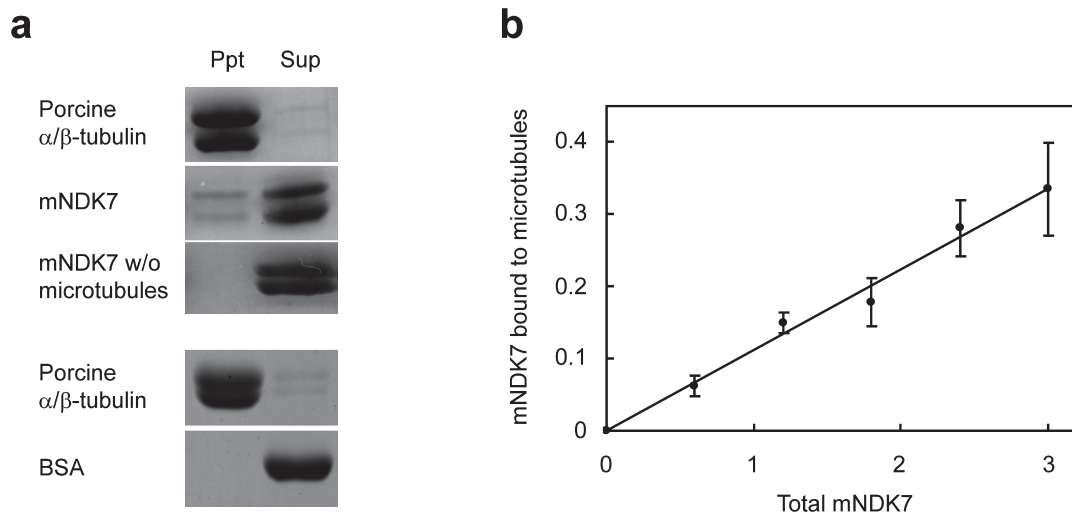 a
Ppt Sup
Porcine
α/β-tubulin
mNDK7
mNDK7 w/o
microtubules
Porcine
α/β-tubulin
BSA
b
mNDK7 bound to microtubules
0.4
0.3
0.2
0.1
0
0 1 2 3
Total mNDK7